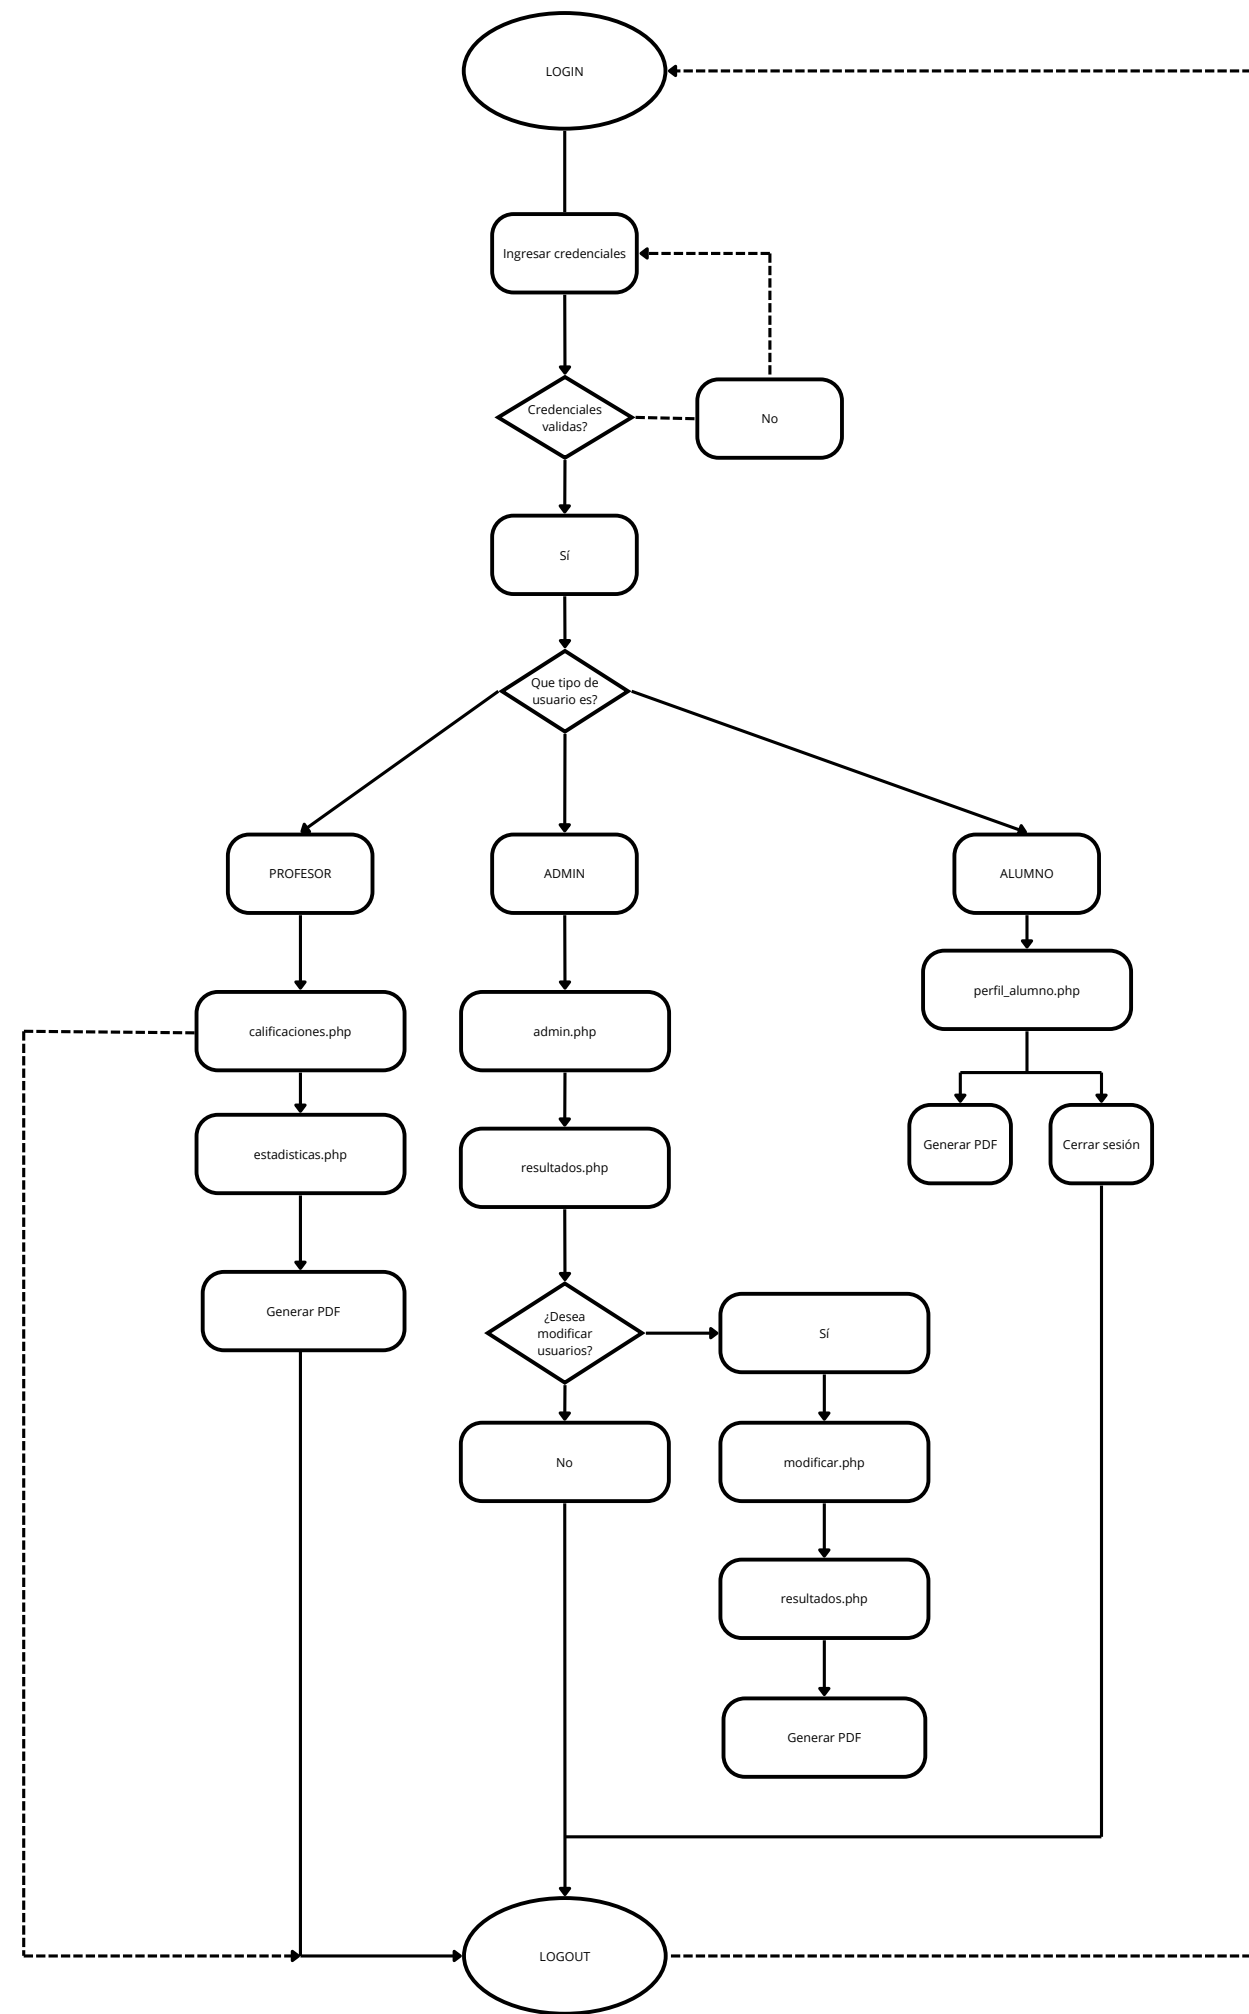 LOGIN
Ingresar credenciales
Credenciales
validas?
No
Sí
Que tipo de
usuario es?
PROFESOR
ADMIN
ALUMNO
perfil_alumno.php
calificaciones.php
admin.php
Generar PDF
Cerrar sesión
estadisticas.php
resultados.php
Generar PDF
¿Desea
modificar
usuarios?
Sí
No
modificar.php
resultados.php
Generar PDF
LOGOUT